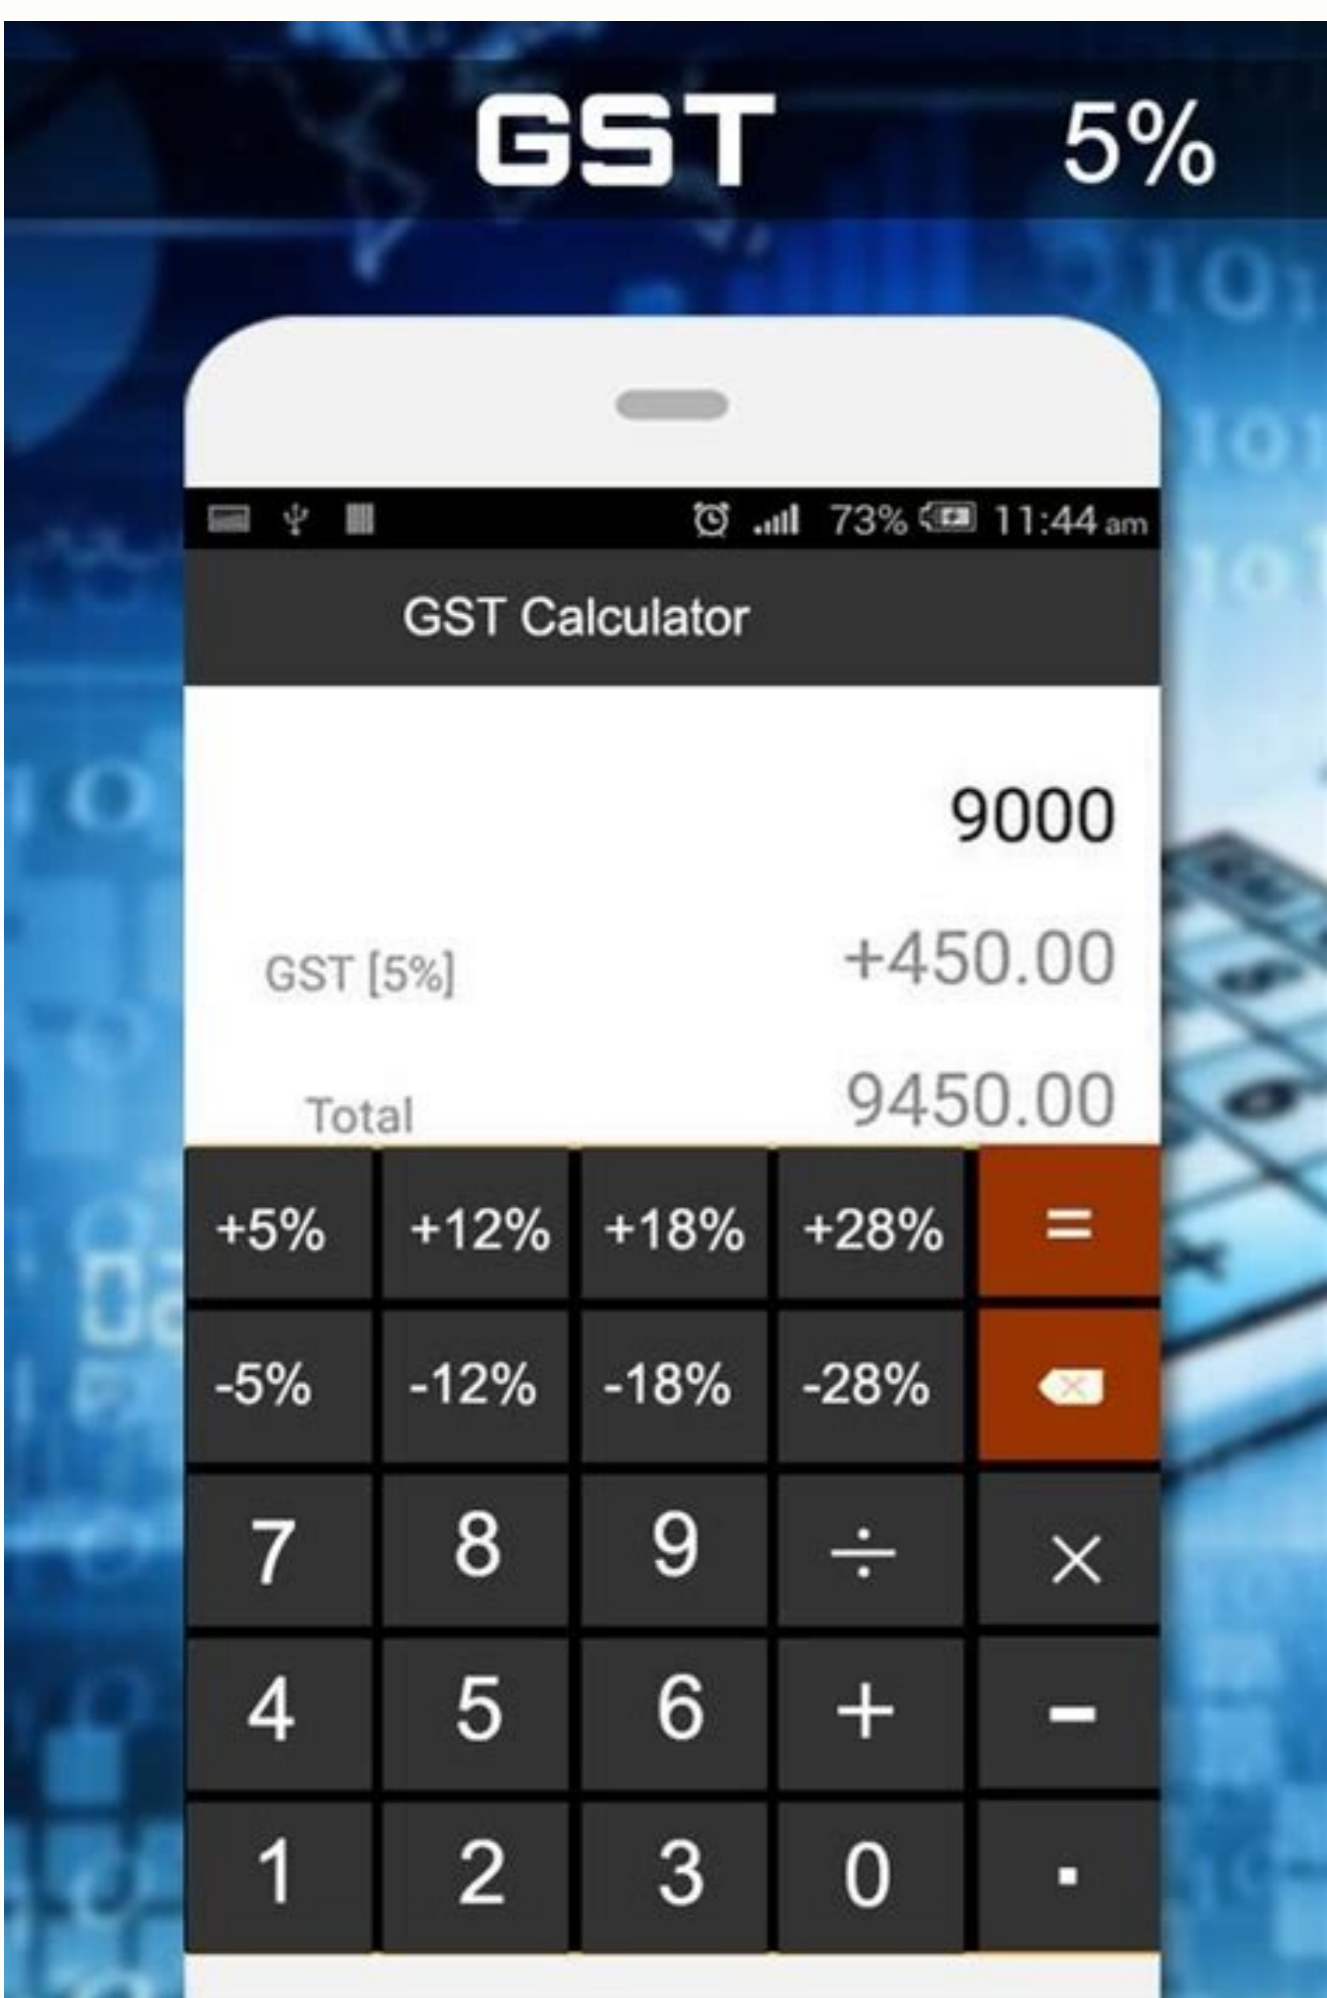 GST 5%
73% 11:44 am
GST Calculator
9000
GST [5%] +450.00
Total 9450.00
+5% +12% +18% +28% =
-5% -12% -18% -28%
7 8 9 ÷ ×
4 5 6 + -
1 2 3 0 .